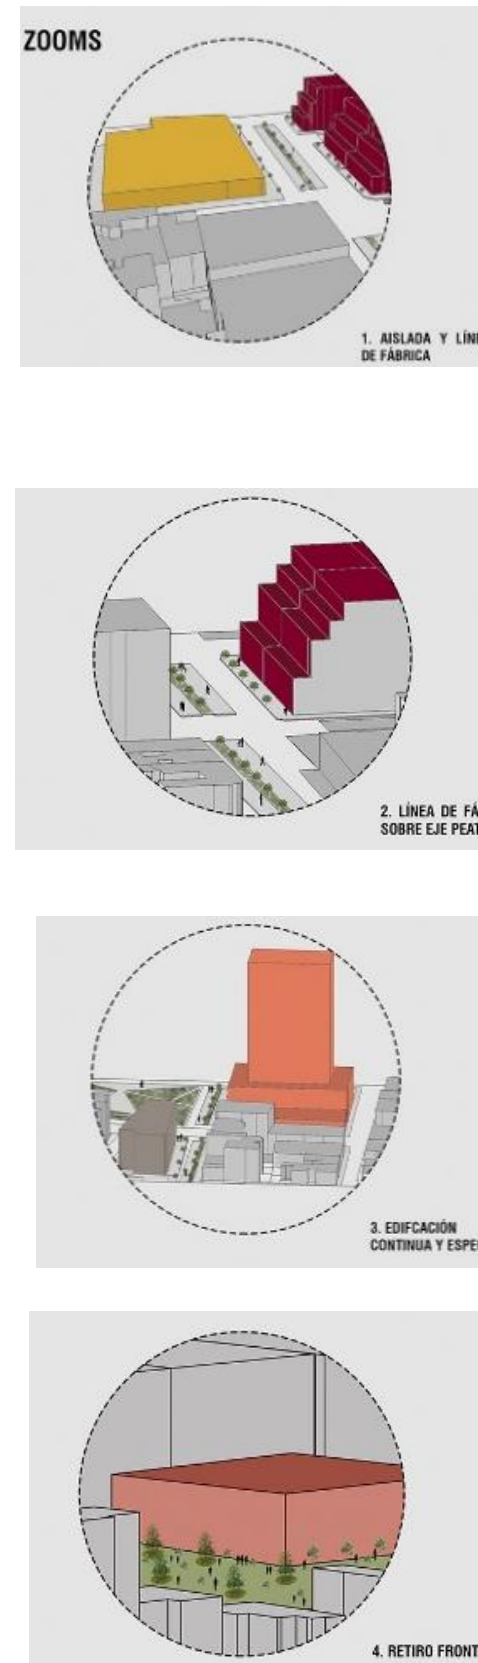 ZOOMS
1. AISLADA Y LÍNE
DE FÁBRICA
2. LÍNEA DE FÁ
SOBRE EJE PEAT
3. EDIFCACIÓN
CONTINUA Y ESPE
4. RETIRO FRONT